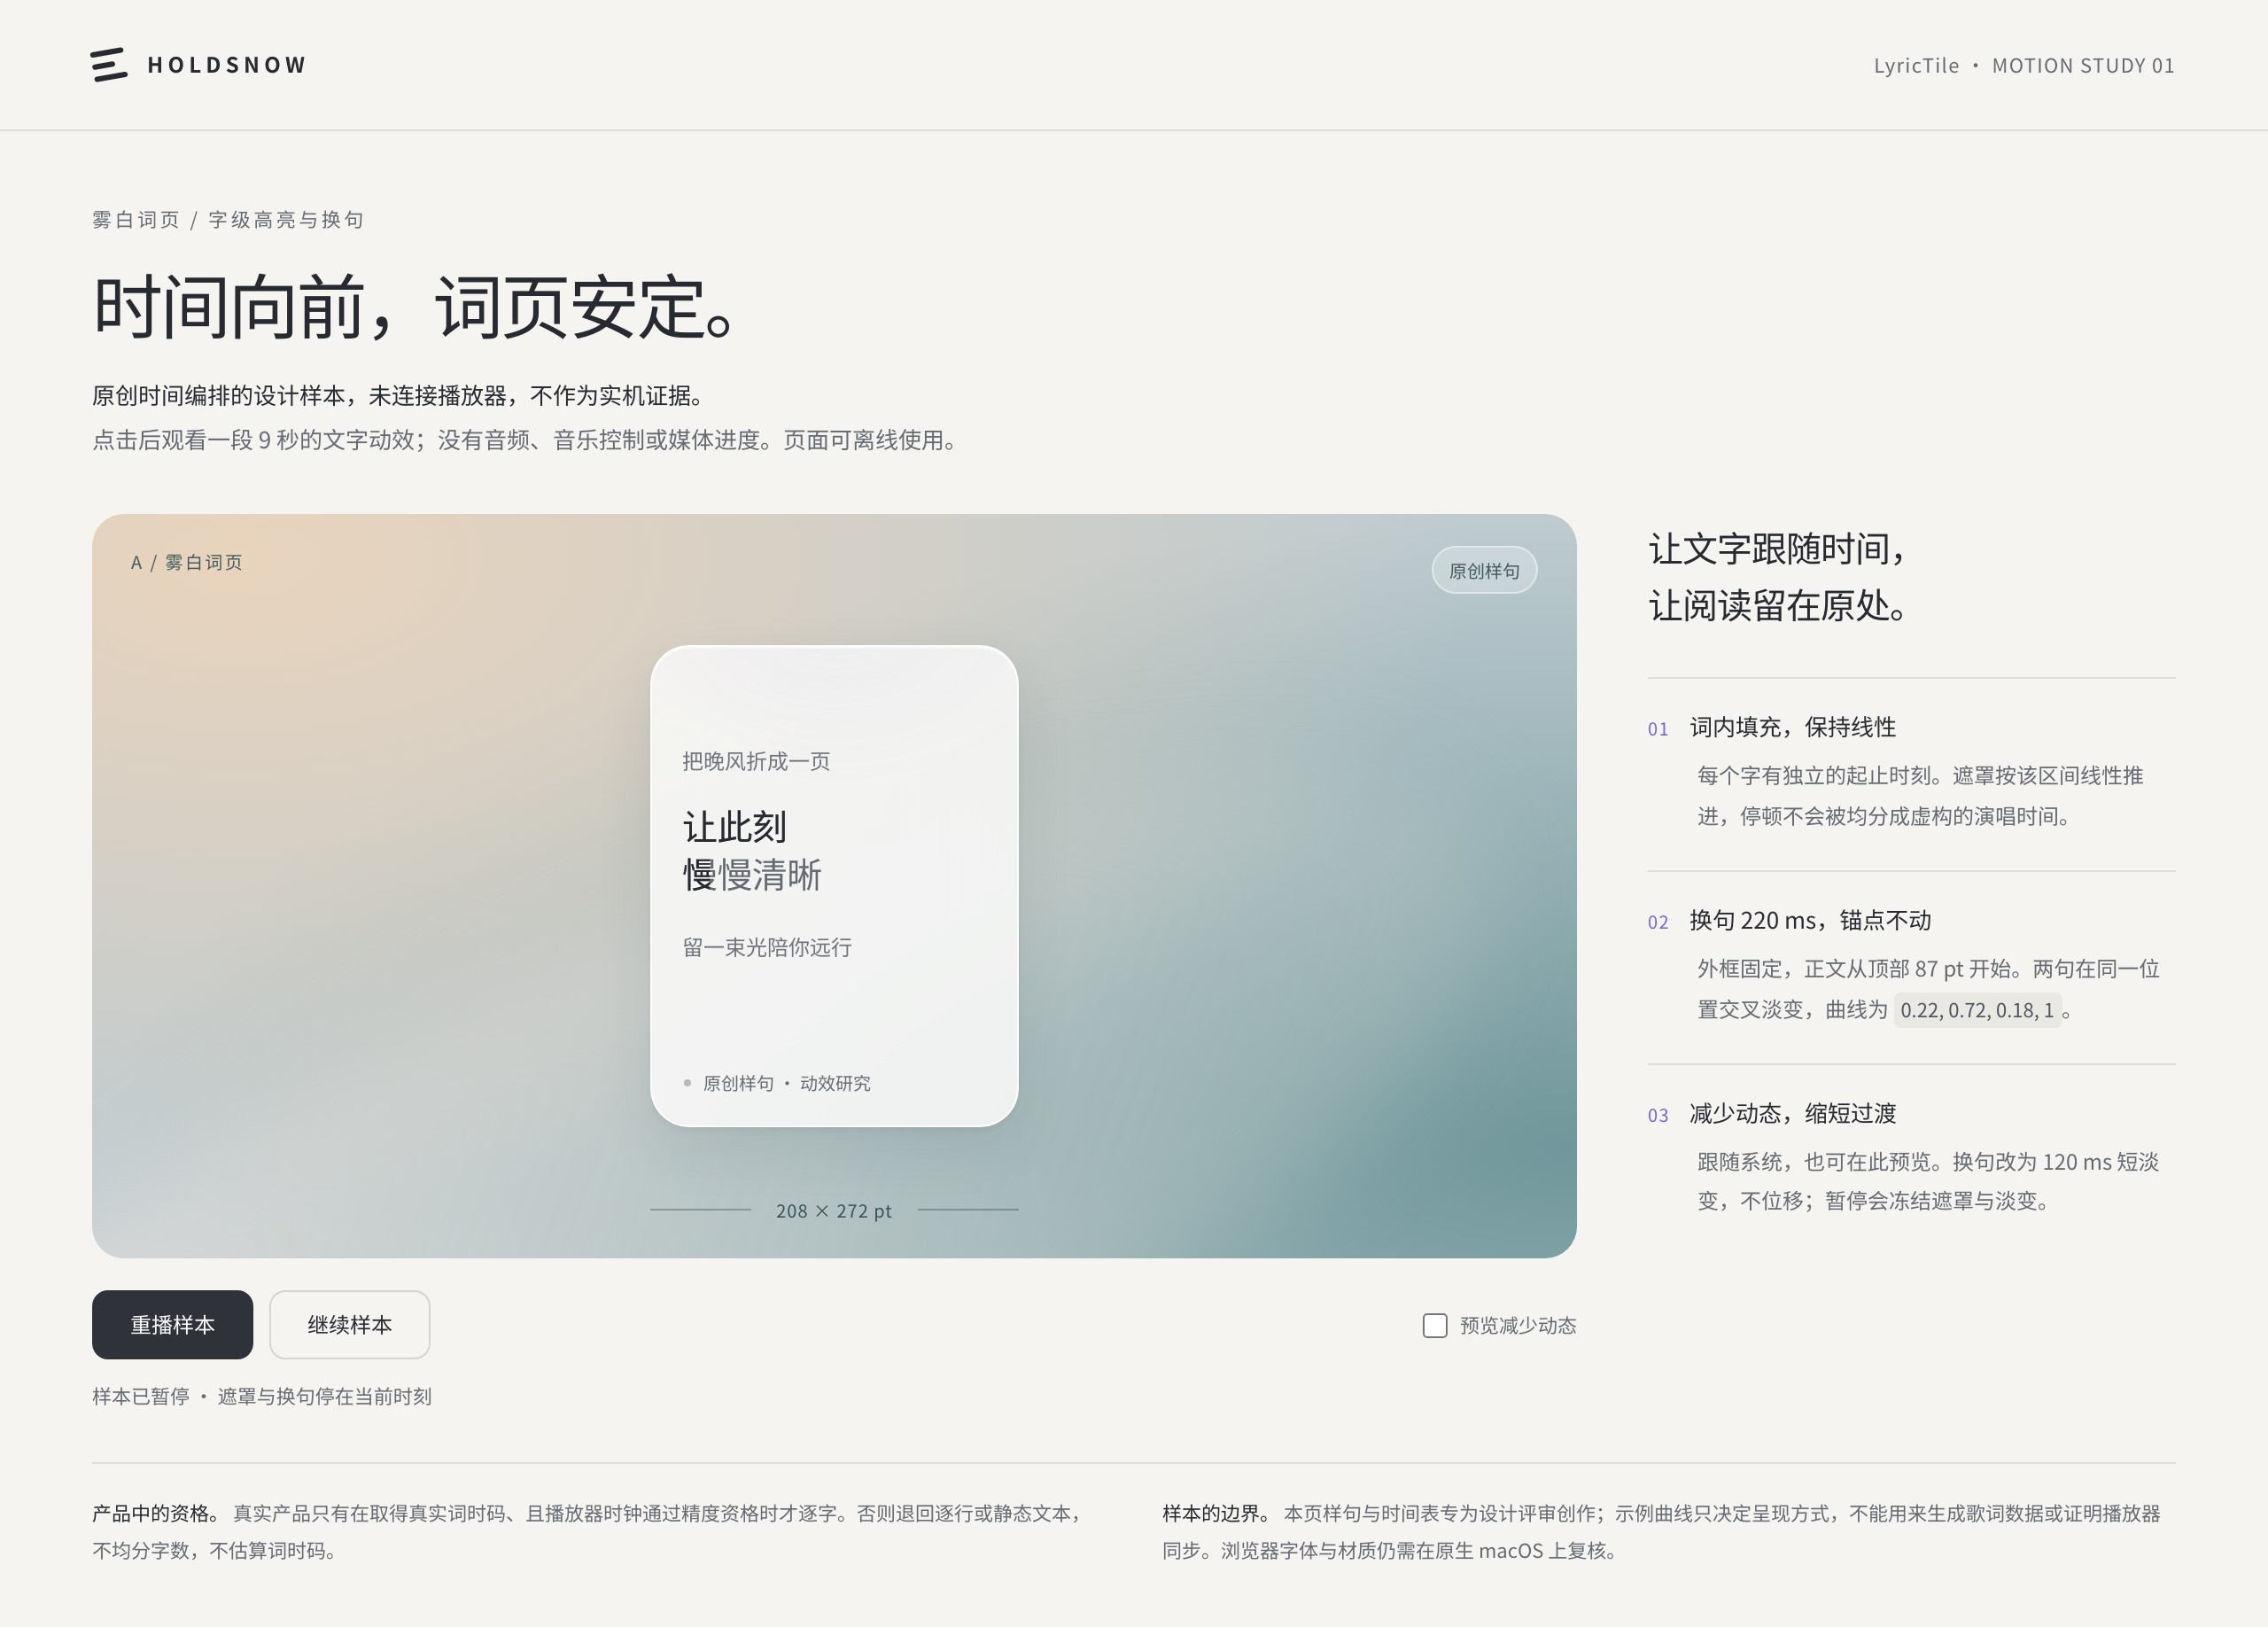 HOLDSNOW
LyricTile · MOTION STUDY 01
雾白词页 / 字级高亮与换句
时间向前，词页安定。
原创时间编排的设计样本，未连接播放器，不作为实机证据。
点击后观看一段 9 秒的文字动效；没有音频、音乐控制或媒体进度。页面可离线使用。
A / 雾白词页
原创样句
把晚风折成一页
让此刻
慢慢清晰
留一束光陪你远行
原创样句 · 动效研究
208 × 272 pt
让文字跟随时间，
让阅读留在原处。
01 词内填充，保持线性
每个字有独立的起止时刻。遮罩按该区间线性推
进，停顿不会被均分成虚构的演唱时间。
02 换句 220 ms，锚点不动
外框固定，正文从顶部 87 pt 开始。两句在同一位
置交叉淡变，曲线为 0.22, 0.72, 0.18, 1。
03 减少动态，缩短过渡
跟随系统，也可在此预览。换句改为 120 ms 短淡
变，不位移；暂停会冻结遮罩与淡变。
重播样本
继续样本
预览减少动态
样本已暂停 · 遮罩与换句停在当前时刻
产品中的资格。 真实产品只有在取得真实词时码、且播放器时钟通过精度资格时才逐字。否则退回逐行或静态文本，
不均分字数，不估算词时码。
样本的边界。 本页样句与时间表专为设计评审创作；示例曲线只决定呈现方式，不能用来生成歌词数据或证明播放器
同步。浏览器字体与材质仍需在原生 macOS 上复核。